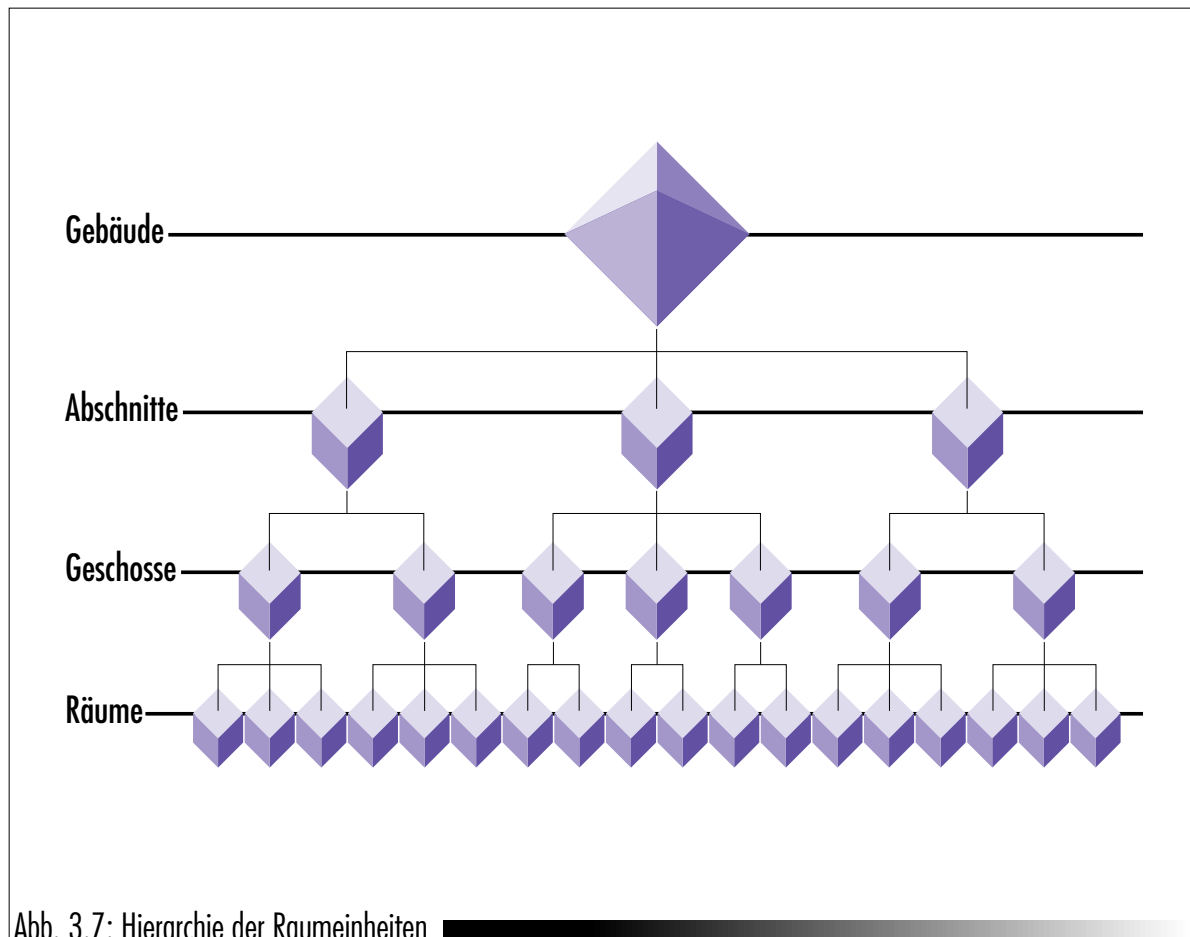 Gebäude
Abschnitte
Geschosse
Räume
Abb. 3.7: Hierarchie der Raumeinheiten